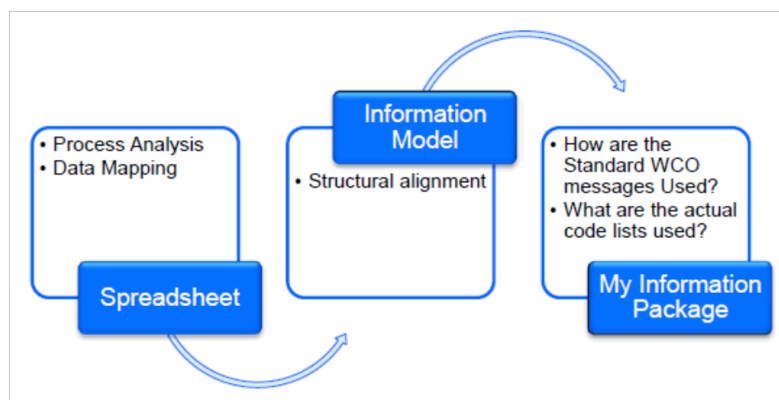 • Process Analysis
• Data Mapping
Spreadsheet
Information
Model
• Structural alignment
• How are the
Standard WCO
messages Used?
• What are the actual
code lists used?
My Information
Package